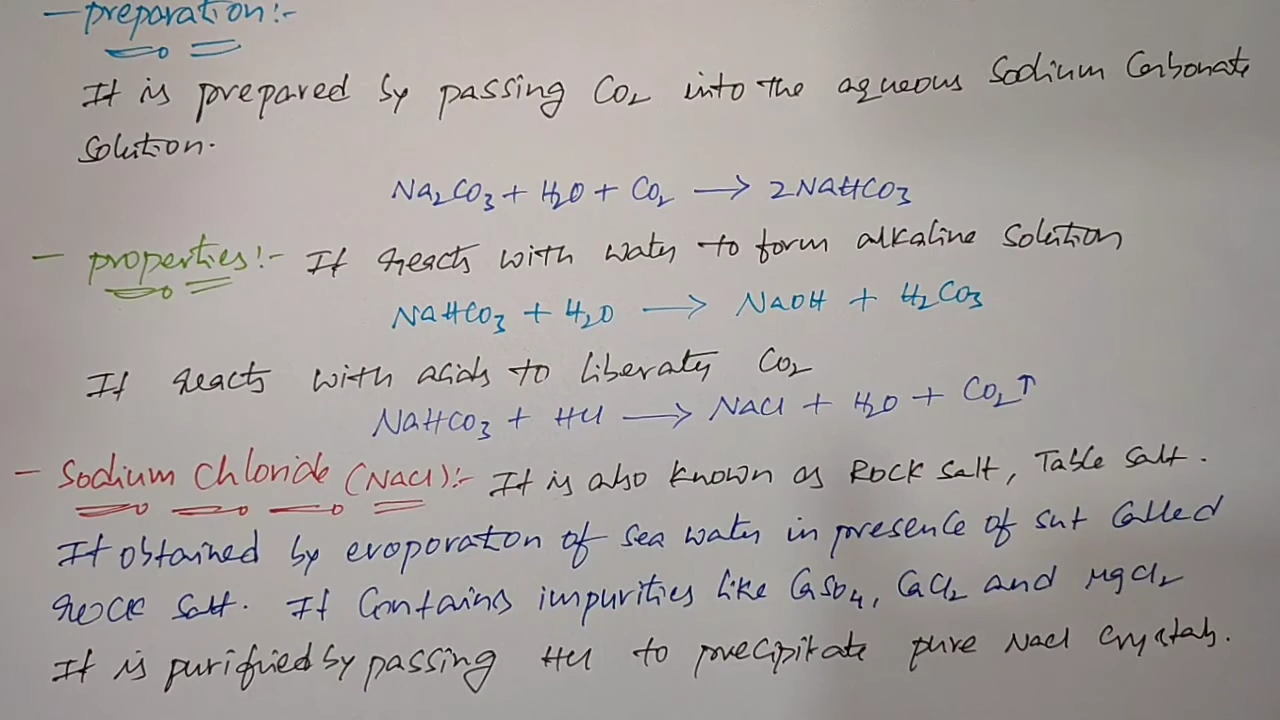 - preparation:-
It is prepared by passing CO2 into the aqueous Sodium Carbonate
Solution.
Na2CO3 + H2O + CO2 → 2NaHCO3
- properties:- It reacts with water to form alkaline solution
NaHCO3 + H2O → NaOH + H2CO3
It reacts with acids to liberate CO2
NaHCO3 + HCl → NaCl + H2O + CO2↑
- Sodium Chloride (NaCl):- It is also known as Rock salt, Table salt.
It obtained by evoporation of sea water in presence of sut called
rock salt. It Contains impurities like CaSO4, CaCl2 and MgCl2
It is purified by passing HCl to precipitate pure NaCl crystals.